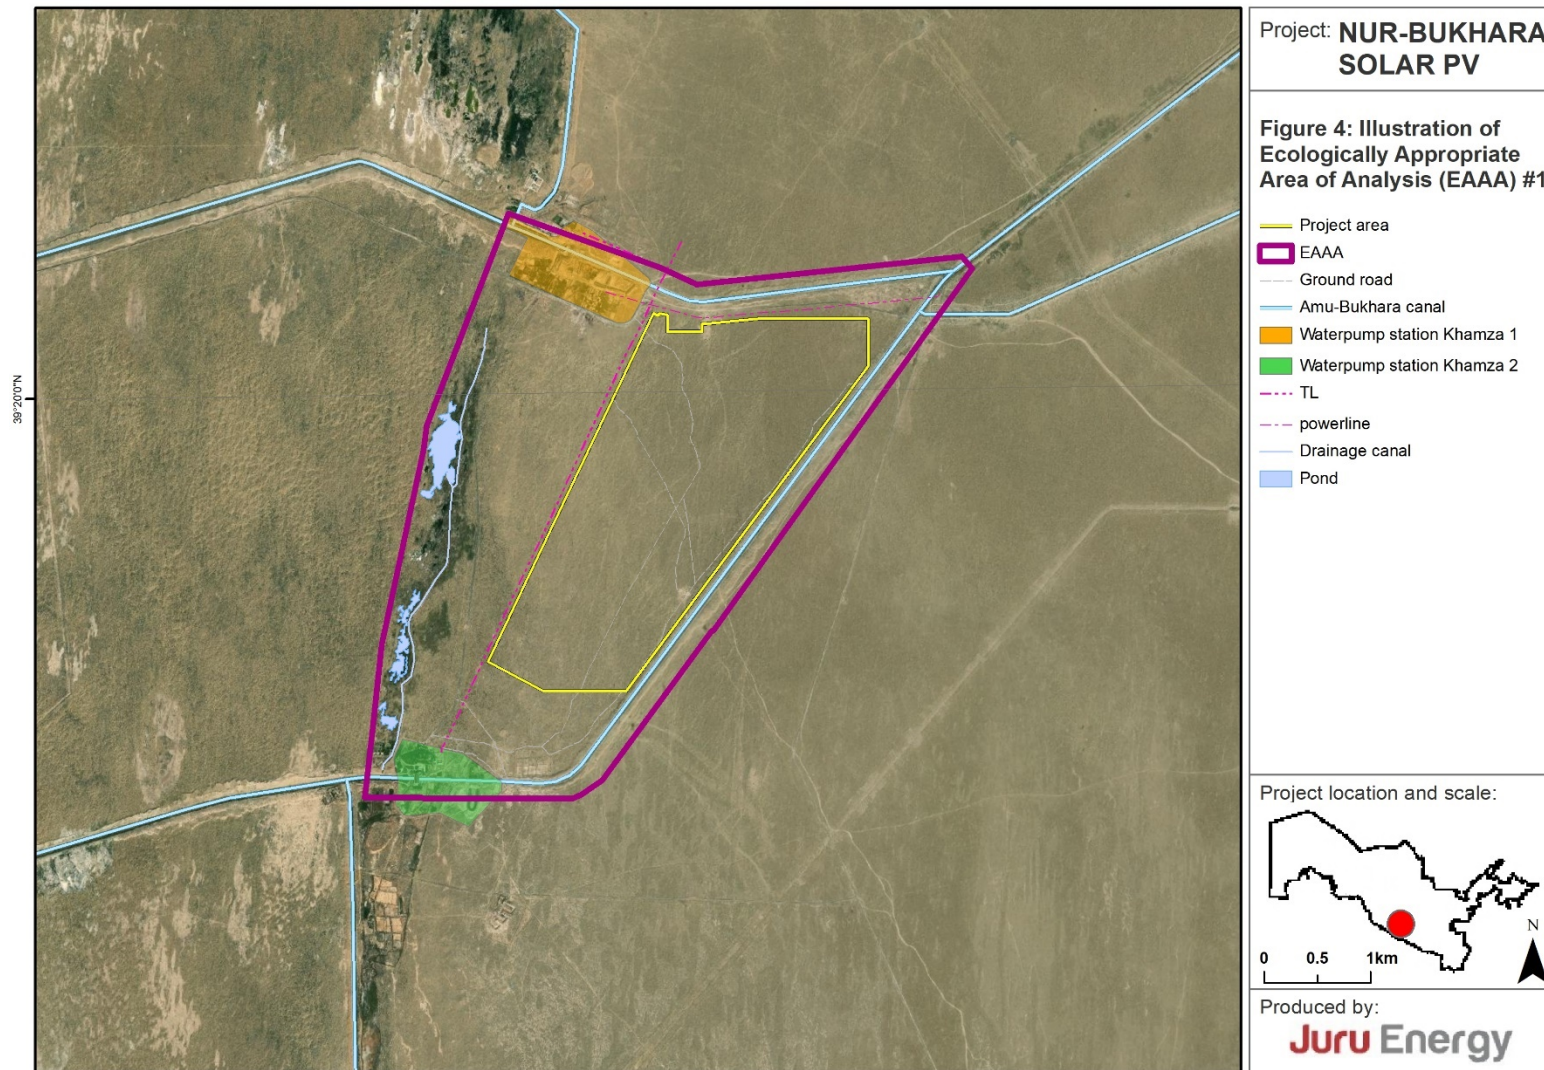 Project: NUR-BUKHARA
SOLAR PV
Figure 4: Illustration of
Ecologically Appropriate
Area of Analysis (EAAA) #1
Project area
EAAA
Ground road
Amu-Bukhara canal
Waterpump station Khamza 1
Waterpump station Khamza 2
TL
powerline
Drainage canal
Pond
39°20'0"N
Project location and scale:
N
0 0.5 1km
Produced by:
Juru Energy